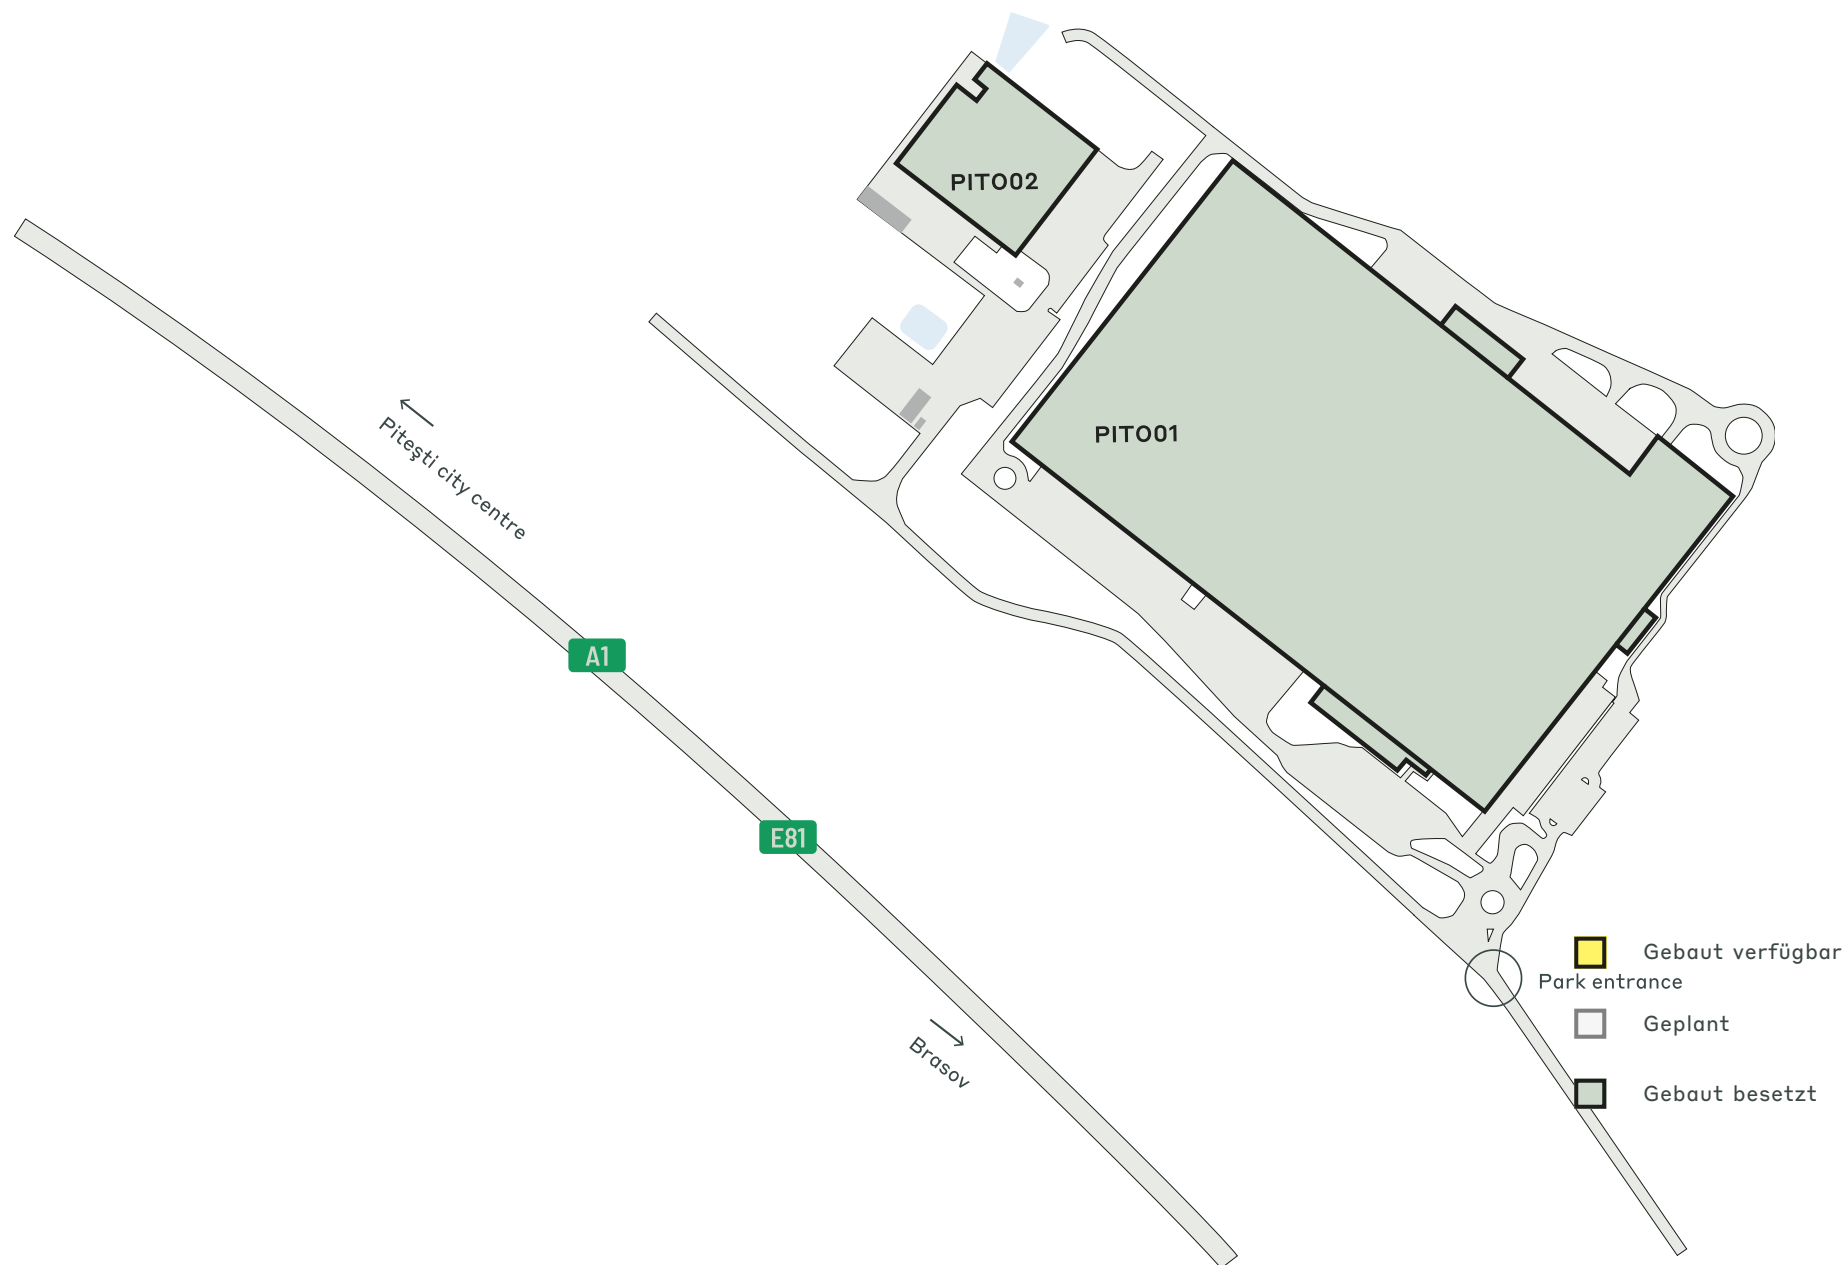 PITO02
PITO01
Piteşti city centre
A1
E81
Brasov
Gebaut verfügbar
Park entrance
Geplant
Gebaut besetzt